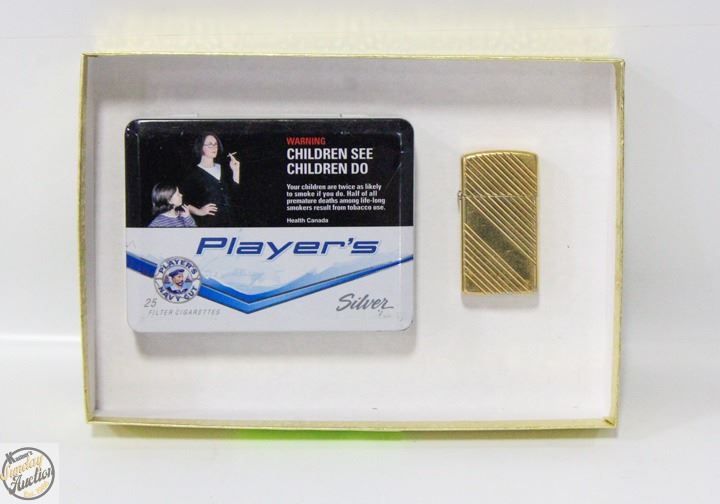 WARNING
CHILDREN SEE
CHILDREN DO
Your children are twice as likely
to smoke if you do. Half of all
premature deaths among life-long
smokers result from tobacco use.
Health Canada
Player's
PLAYER'S
NAVY CUT
25
FILTER CIGARETTES
Silver
Sunday
Auction